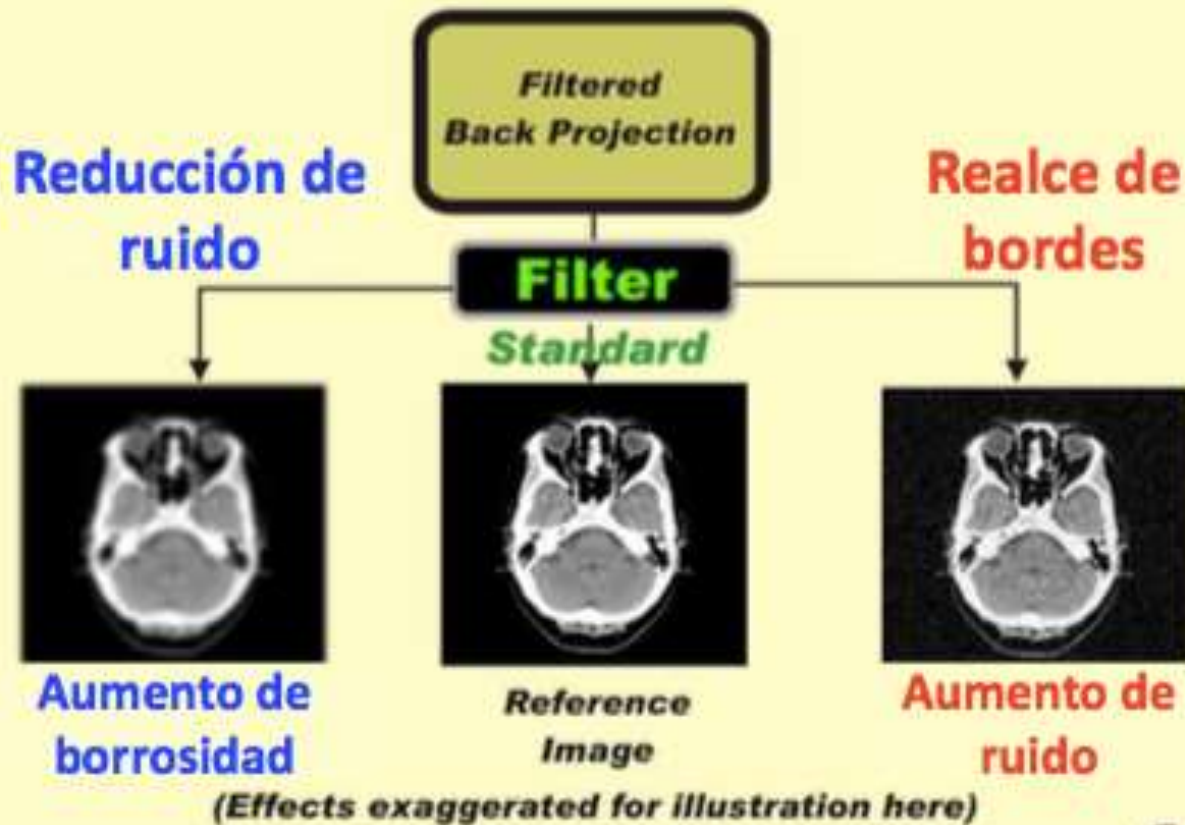 Filtered
Back Projection
Reducción de
ruido
Realce de
bordes
Filter
Standard
Aumento de
borrosidad
Reference
Image
Aumento de
ruido
(Effects exaggerated for illustration here)